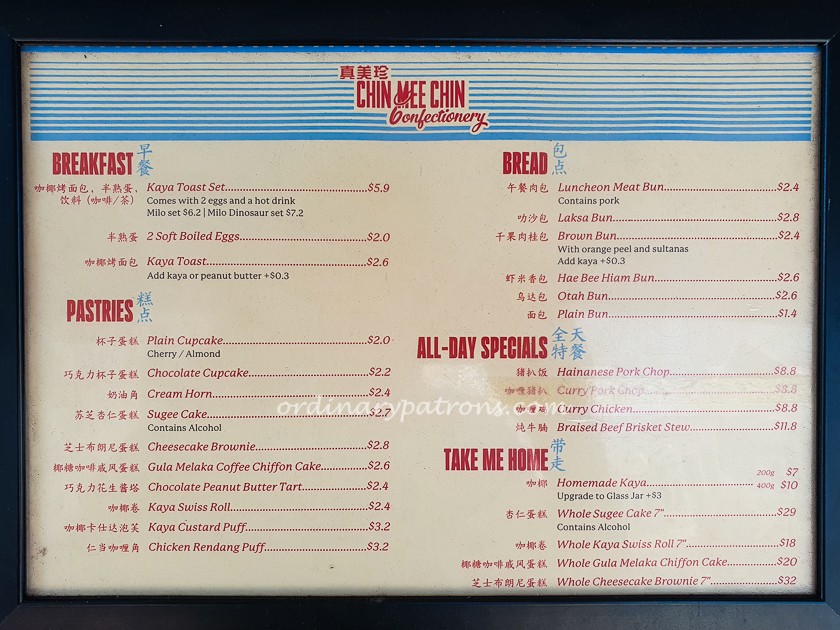 真美珍
CHIN MEE CHIN
Confectionery
BREAKFAST 早餐
咖椰烤面包，半熟蛋， Kaya Toast Set $5.9
饮料（咖啡/茶） Comes with 2 eggs and a hot drink
Milo set $6.2 | Milo Dinosaur set $7.2
半熟蛋 2 Soft Boiled Eggs $2.0
咖椰烤面包 Kaya Toast $2.6
Add kaya or peanut butter +$0.3
PASTRIES 糕点
杯子蛋糕 Plain Cupcake $2.0
Cherry / Almond
巧克力杯子蛋糕 Chocolate Cupcake $2.2
奶油角 Cream Horn $2.4
苏芝杏仁蛋糕 Sugee Cake $2.7
Contains Alcohol
芝士布朗尼蛋糕 Cheesecake Brownie $2.8
椰糖咖啡戚风蛋糕 Gula Melaka Coffee Chiffon Cake $2.6
巧克力花生酱塔 Chocolate Peanut Butter Tart $2.4
咖椰卷 Kaya Swiss Roll $2.4
咖椰卡仕达泡芙 Kaya Custard Puff $3.2
仁当咖喱角 Chicken Rendang Puff $3.2
BREAD 包点
午餐肉包 Luncheon Meat Bun $2.4
Contains pork
叻沙包 Laksa Bun $2.8
干果肉桂包 Brown Bun $2.4
With orange peel and sultanas
Add kaya +$0.3
虾米香包 Hae Bee Hiam Bun $2.6
乌达包 Otah Bun $2.6
面包 Plain Bun $1.4
ALL-DAY SPECIALS 全天特餐
猪扒饭 Hainanese Pork Chop $8.8
咖喱猪扒 Curry Pork Chop $8.8
咖喱鸡 Curry Chicken $8.8
炖牛腩 Braised Beef Brisket Stew $11.8
TAKE ME HOME 带走
咖椰 Homemade Kaya 200g $7
400g $10
Upgrade to Glass Jar +$3
杏仁蛋糕 Whole Sugee Cake 7" $29
Contains Alcohol
咖椰卷 Whole Kaya Swiss Roll 7" $18
椰糖咖啡戚风蛋糕 Whole Gula Melaka Chiffon Cake $20
芝士布朗尼蛋糕 Whole Cheesecake Brownie 7" $32
ordinarypatrons.com